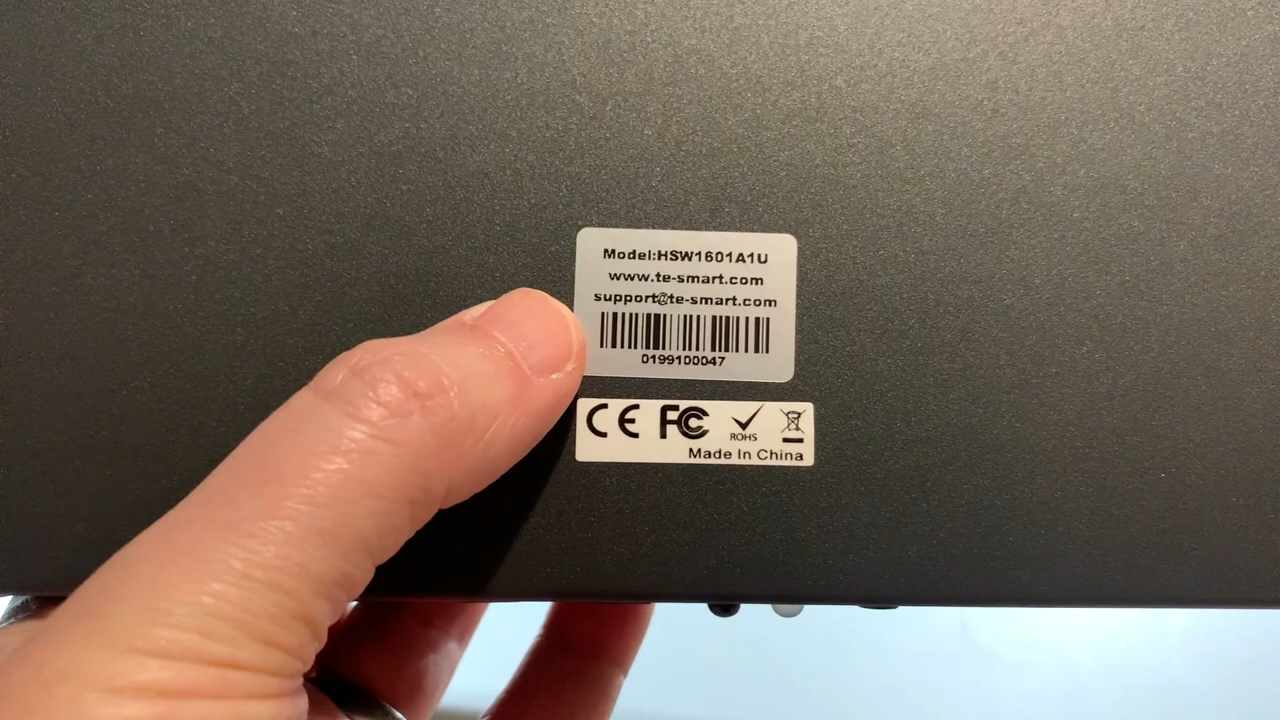 Model:HSW1601A1U
www.te-smart.com
support@te-smart.com
0199100047
CE FC ROHS
Made In China